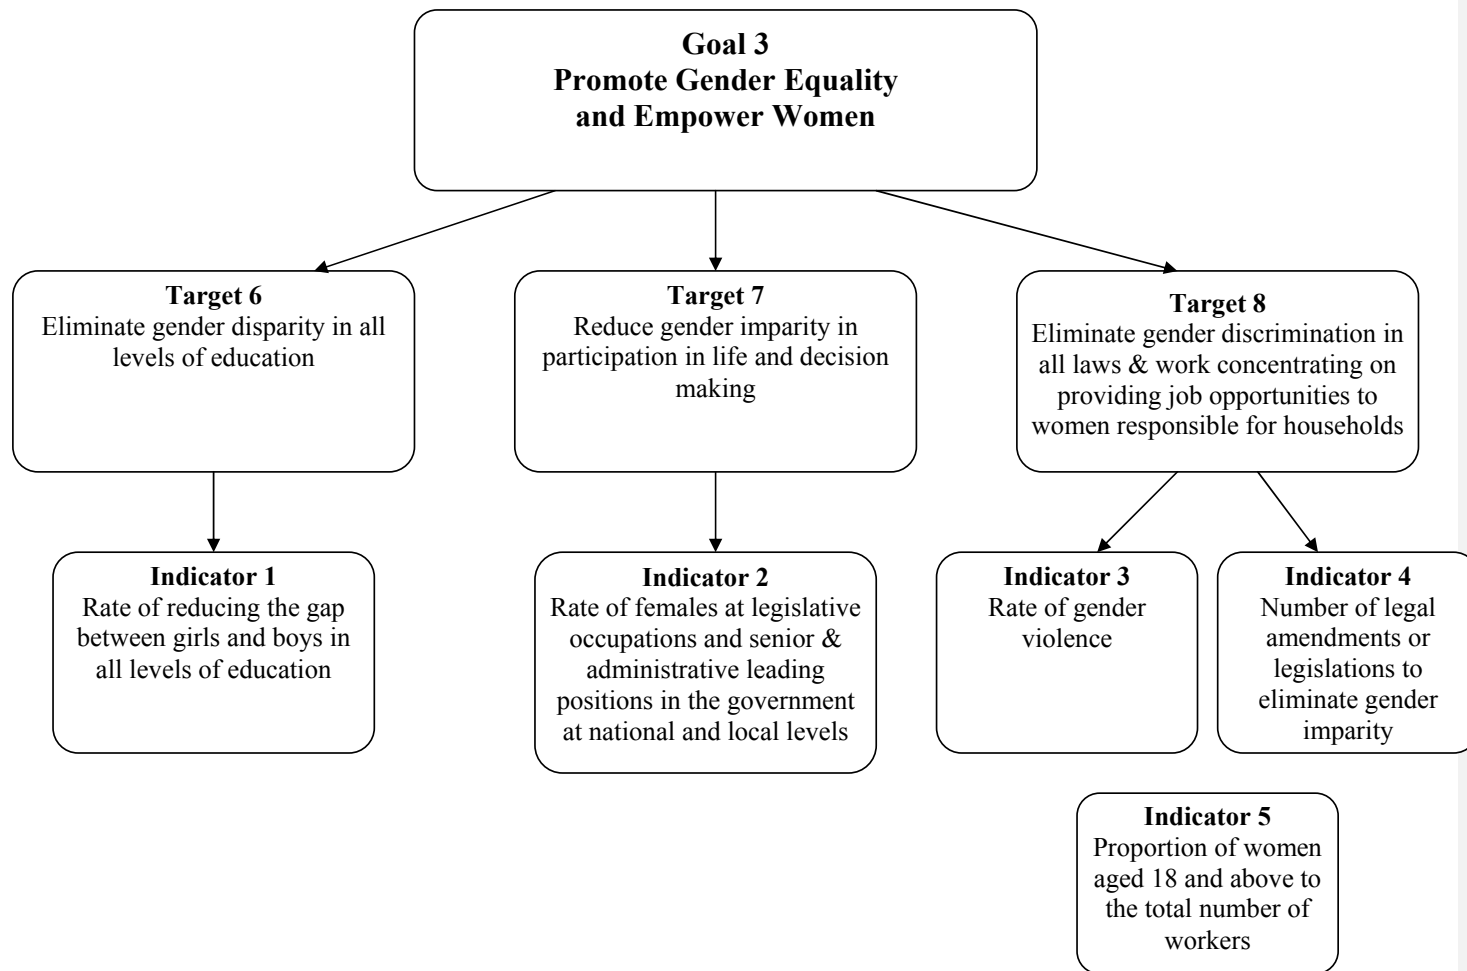 Goal 3
Promote Gender Equality
and Empower Women
Target 6
Eliminate gender disparity in all
levels of education
Target 7
Reduce gender imparity in
participation in life and decision
making
Target 8
Eliminate gender discrimination in
all laws & work concentrating on
providing job opportunities to
women responsible for households
Indicator 1
Rate of reducing the gap
between girls and boys in
all levels of education
Indicator 2
Rate of females at legislative
occupations and senior &
administrative leading
positions in the government
at national and local levels
Indicator 3
Rate of gender
violence
Indicator 4
Number of legal
amendments or
legislations to
eliminate gender
imparity
Indicator 5
Proportion of women
aged 18 and above to
the total number of
workers